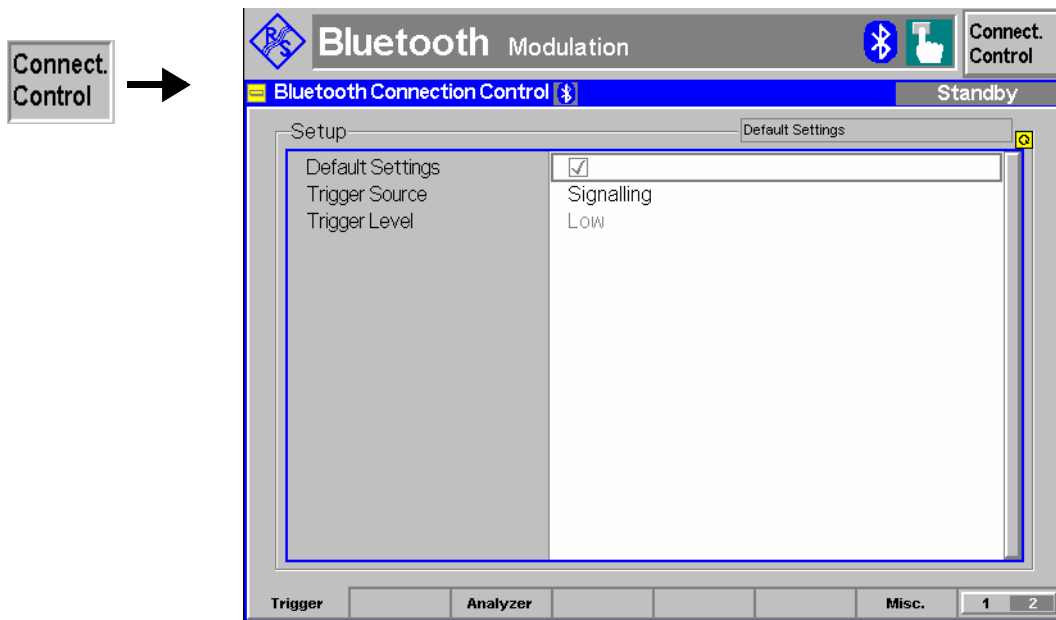 Connect.
Control
R&S
Bluetooth Modulation
Connect.
Control
Bluetooth Connection Control
Standby
Setup
Default Settings
Default Settings
Trigger Source Signalling
Trigger Level Low
Trigger Analyzer Misc. 1 2